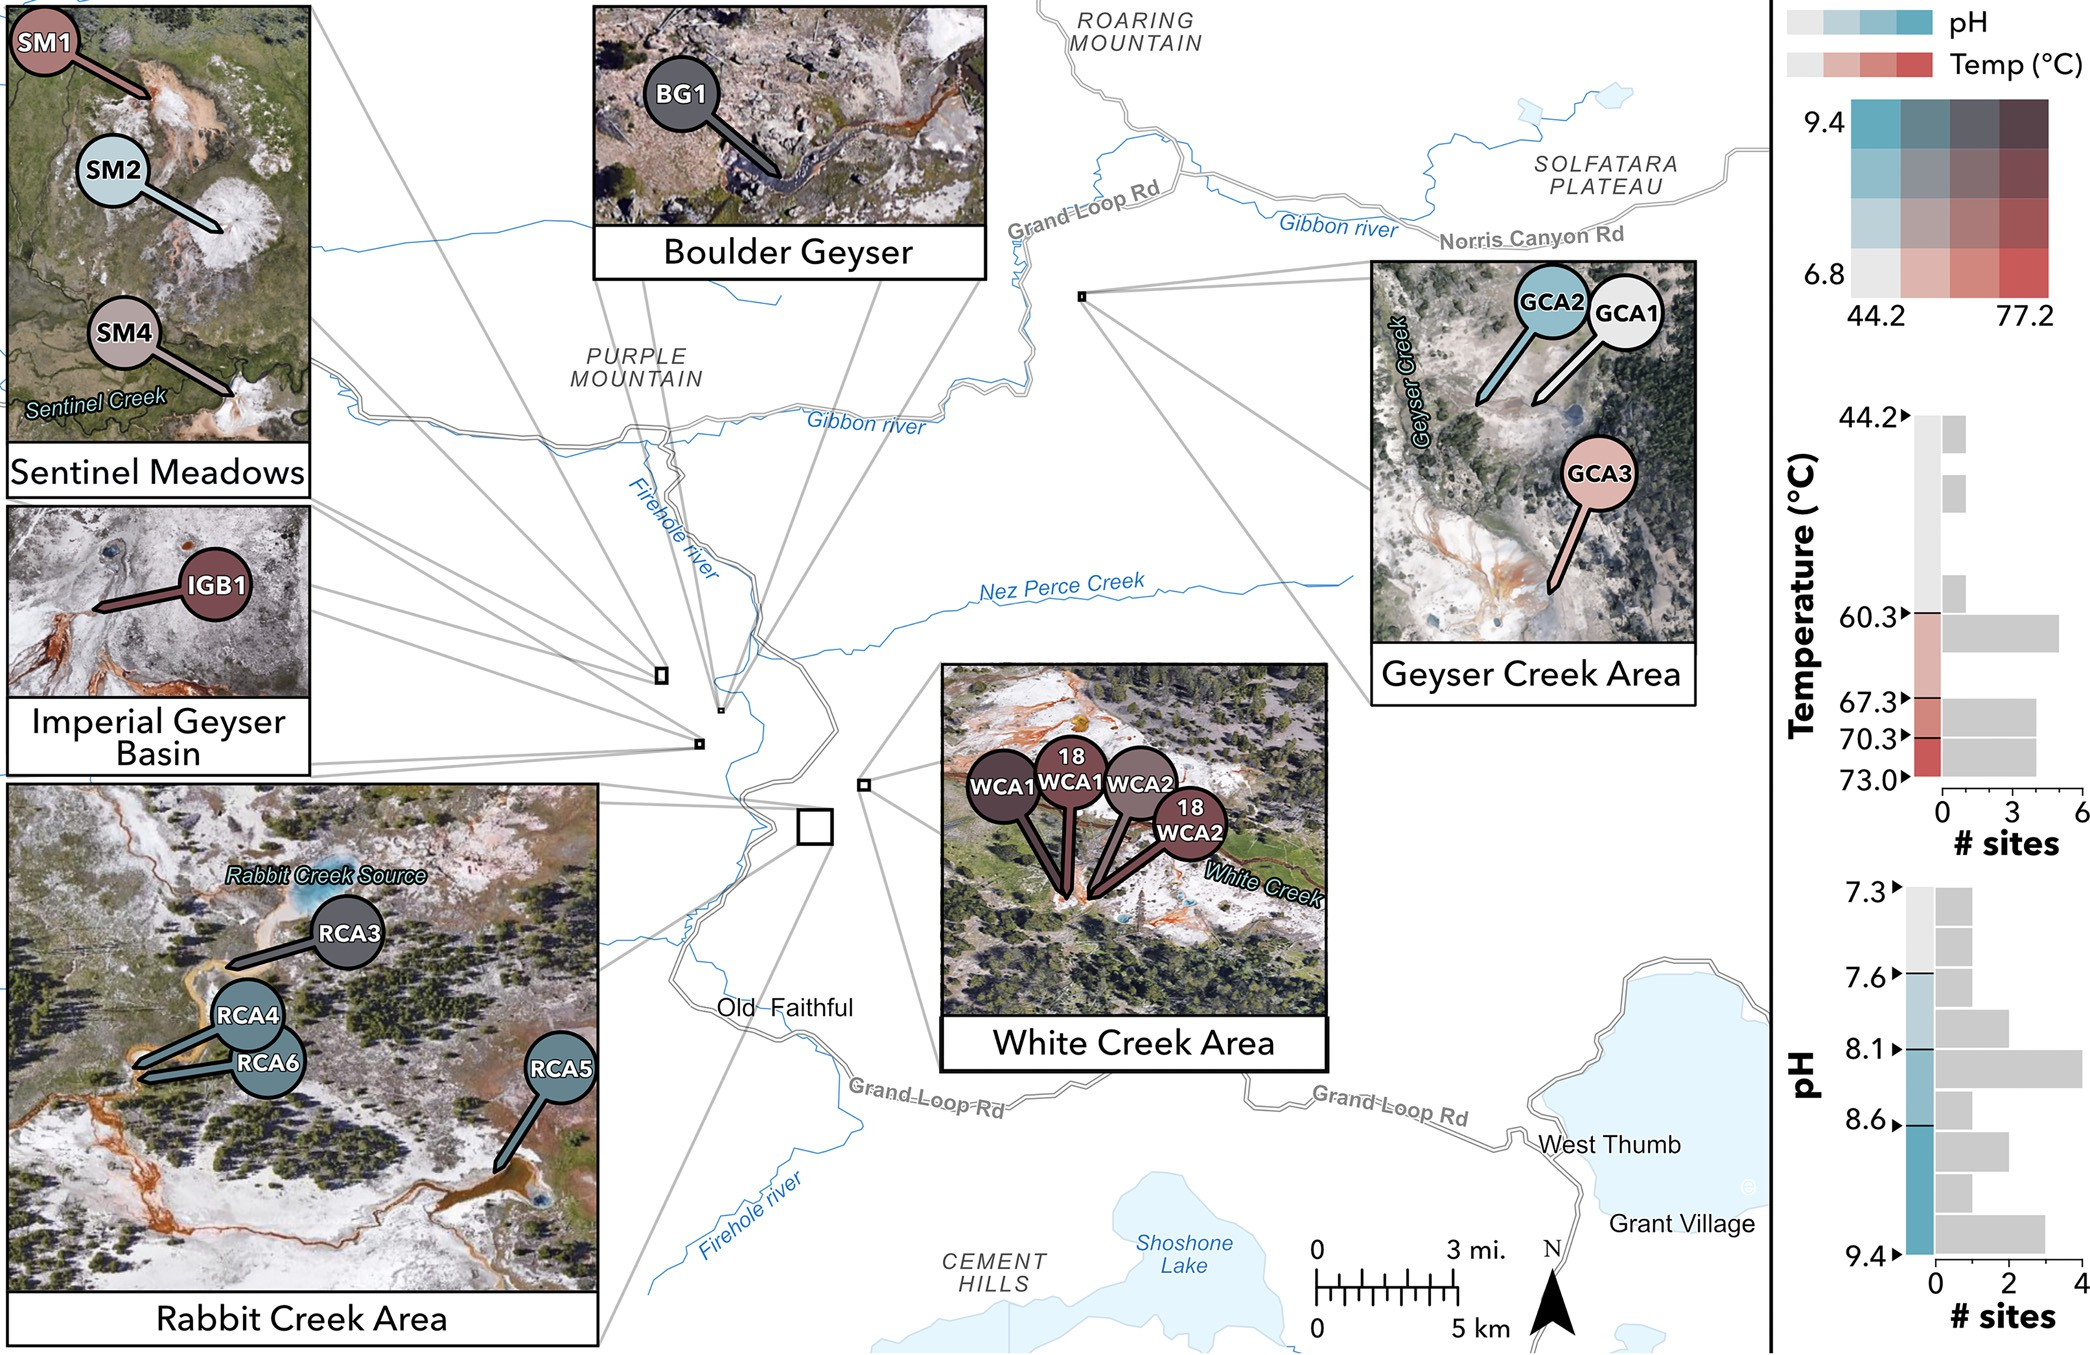 SM1
SM2
SM4
Sentinel Creek
Sentinel Meadows
IGB1
Imperial Geyser
Basin
Rabbit Creek Source
RCA3
RCA4
RCA6
RCA5
Rabbit Creek Area
BG1
Boulder Geyser
ROARING
MOUNTAIN
SOLFATARA
PLATEAU
Grand Loop Rd
Gibbon river
Norris Canyon Rd
PURPLE
MOUNTAIN
Gibbon river
Firehole river
Nez Perce Creek
GCA2
GCA1
Geyser Creek
GCA3
Geyser Creek Area
WCA1
18
WCA1
WCA2
18
WCA2
White Creek
White Creek Area
Old Faithful
Grand Loop Rd
Grand Loop Rd
West Thumb
Grant Village
Firehole river
CEMENT
HILLS
Shoshone
Lake
0
3 mi.
0
5 km
N
pH
Temp (°C)
9.4
6.8
44.2
77.2
Temperature (°C)
44.2
60.3
67.3
70.3
73.0
0
3
6
# sites
pH
7.3
7.6
8.1
8.6
9.4
0
2
4
# sites